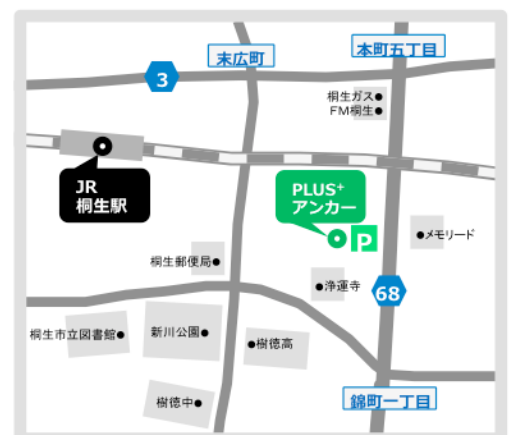 本町五丁目
末広町
3
桐生ガス
FM桐生
JR
桐生駅
PLUS+
アンカー
P
メモリード
桐生郵便局
浄運寺
68
桐生市立図書館
新川公園
樹徳高
錦町一丁目
樹徳中